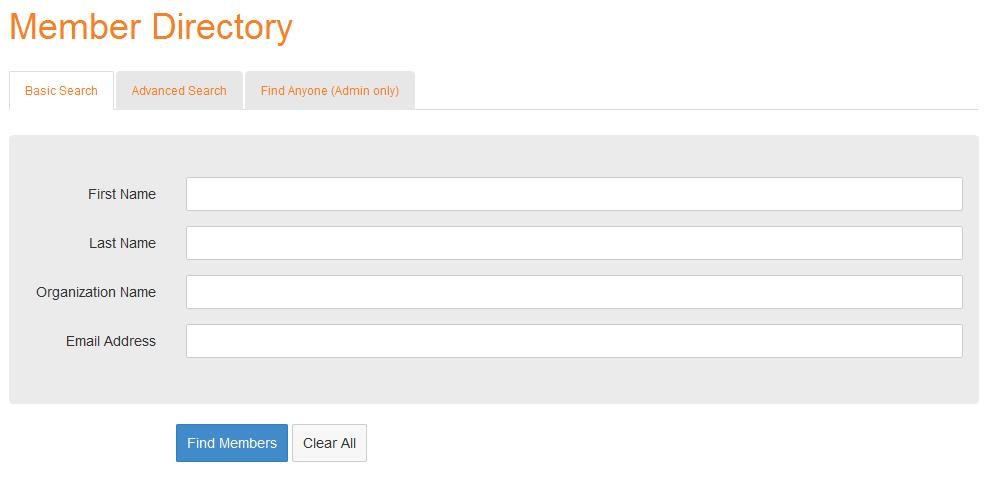 Member Directory
Basic Search Advanced Search Find Anyone (Admin only)
First Name
Last Name
Organization Name
Email Address
Find Members Clear All